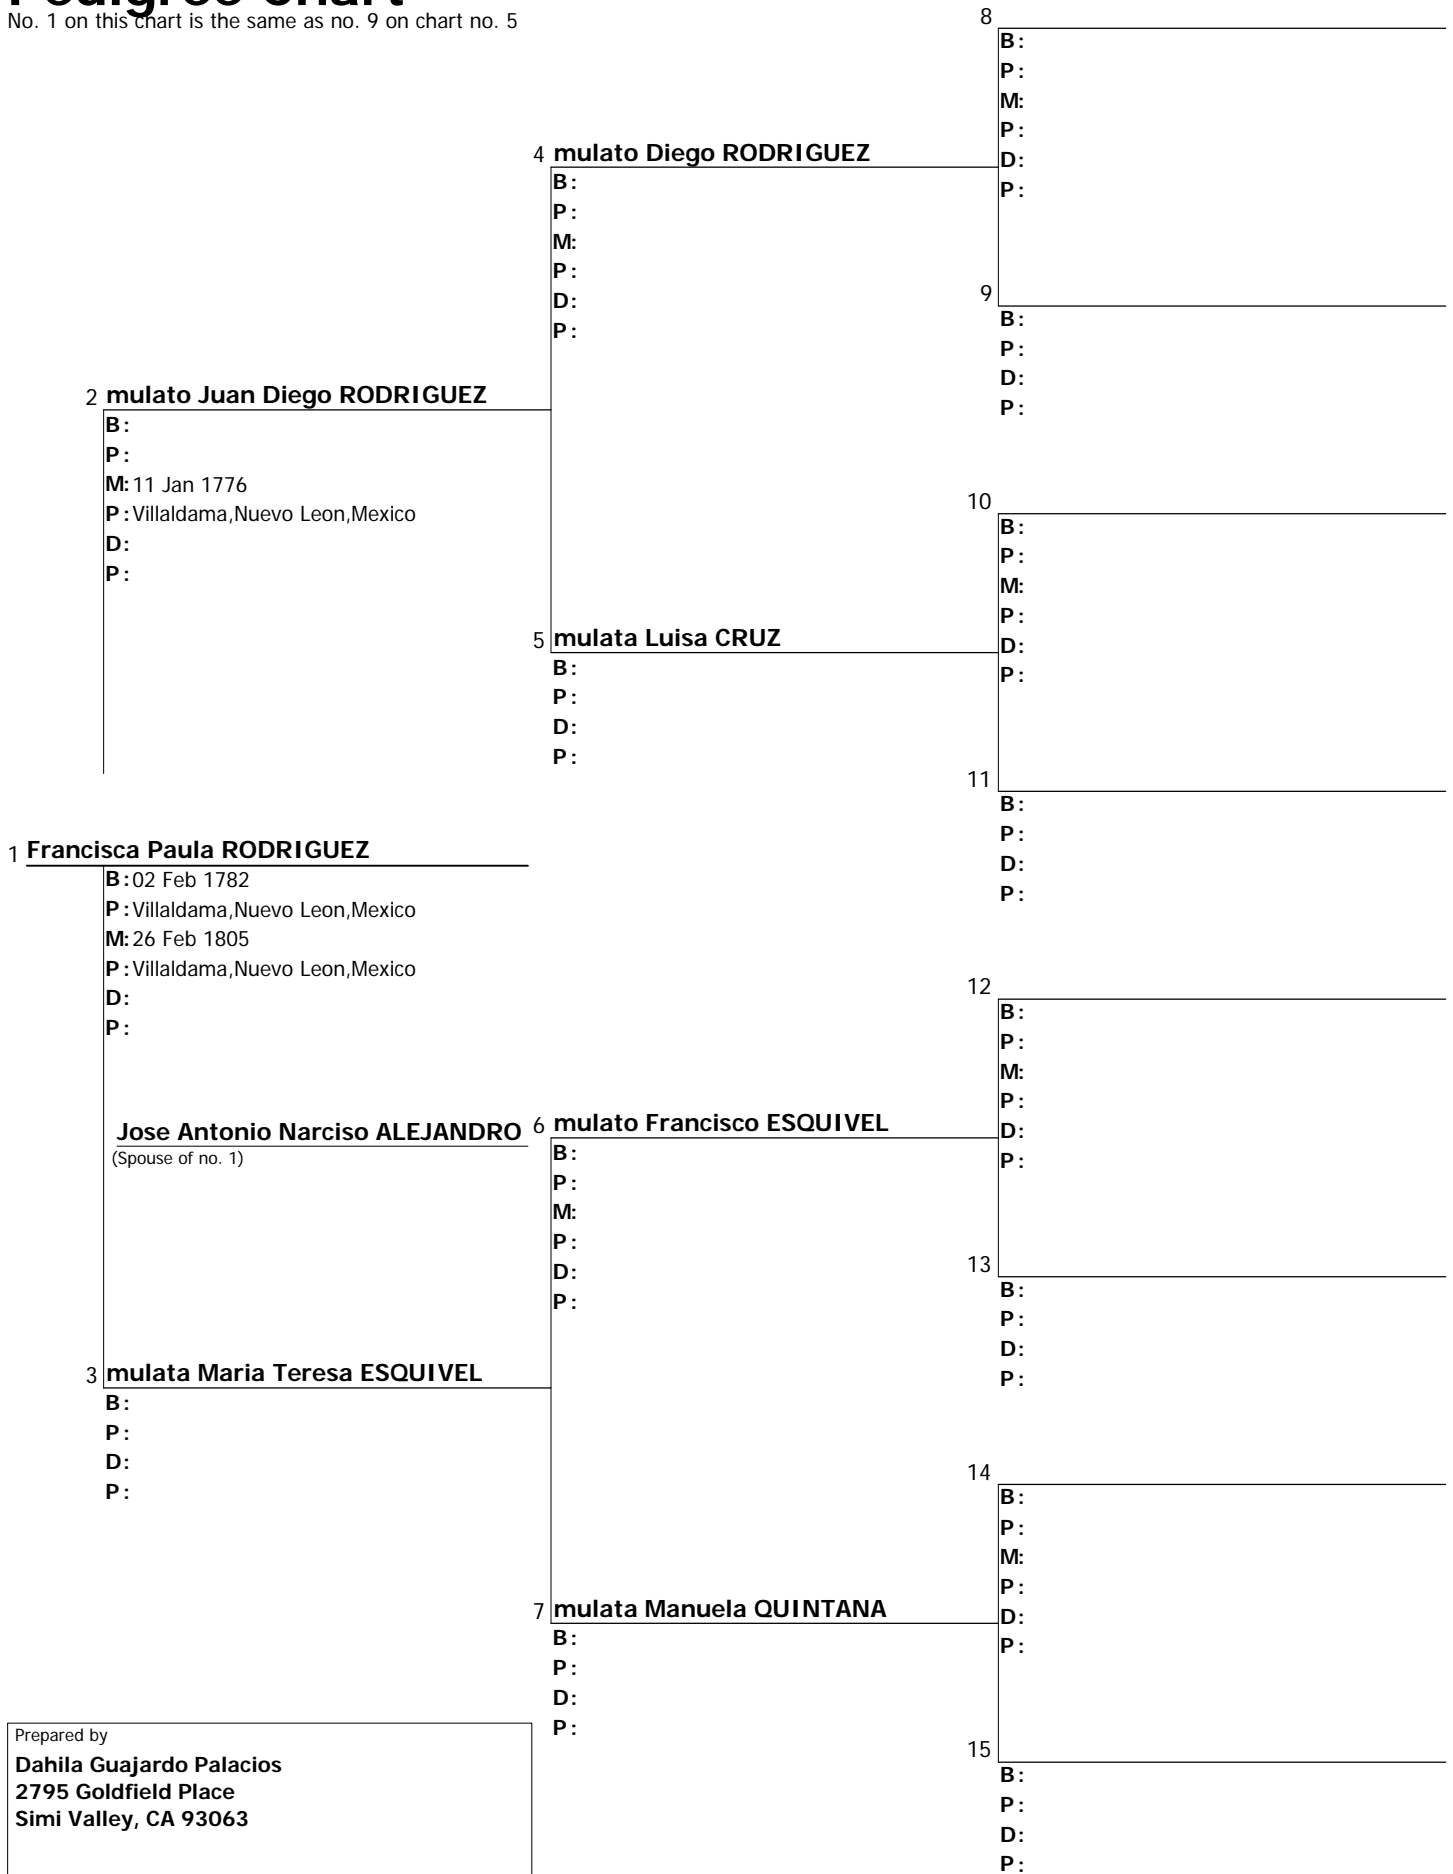 Pedigree Chart
No. 1 on this chart is the same as no. 9 on chart no. 5
8
B:
P:
M:
P:
D:
P:
4 mulato Diego RODRIGUEZ
B:
P:
M:
P:
D:
P:
9
B:
P:
D:
P:
2 mulato Juan Diego RODRIGUEZ
B:
P:
M: 11 Jan 1776
P: Villaldama,Nuevo Leon,Mexico
D:
P:
10
B:
P:
M:
P:
D:
P:
5 mulata Luisa CRUZ
B:
P:
D:
P:
11
B:
P:
D:
P:
1 Francisca Paula RODRIGUEZ
B: 02 Feb 1782
P: Villaldama,Nuevo Leon,Mexico
M: 26 Feb 1805
P: Villaldama,Nuevo Leon,Mexico
D:
P:
Jose Antonio Narciso ALEJANDRO
(Spouse of no. 1)
12
B:
P:
M:
P:
D:
P:
6 mulato Francisco ESQUIVEL
B:
P:
M:
P:
D:
P:
13
B:
P:
D:
P:
3 mulata Maria Teresa ESQUIVEL
B:
P:
D:
P:
14
B:
P:
M:
P:
D:
P:
7 mulata Manuela QUINTANA
B:
P:
D:
P:
15
B:
P:
D:
P:
Prepared by
Dahila Guajardo Palacios
2795 Goldfield Place
Simi Valley, CA 93063